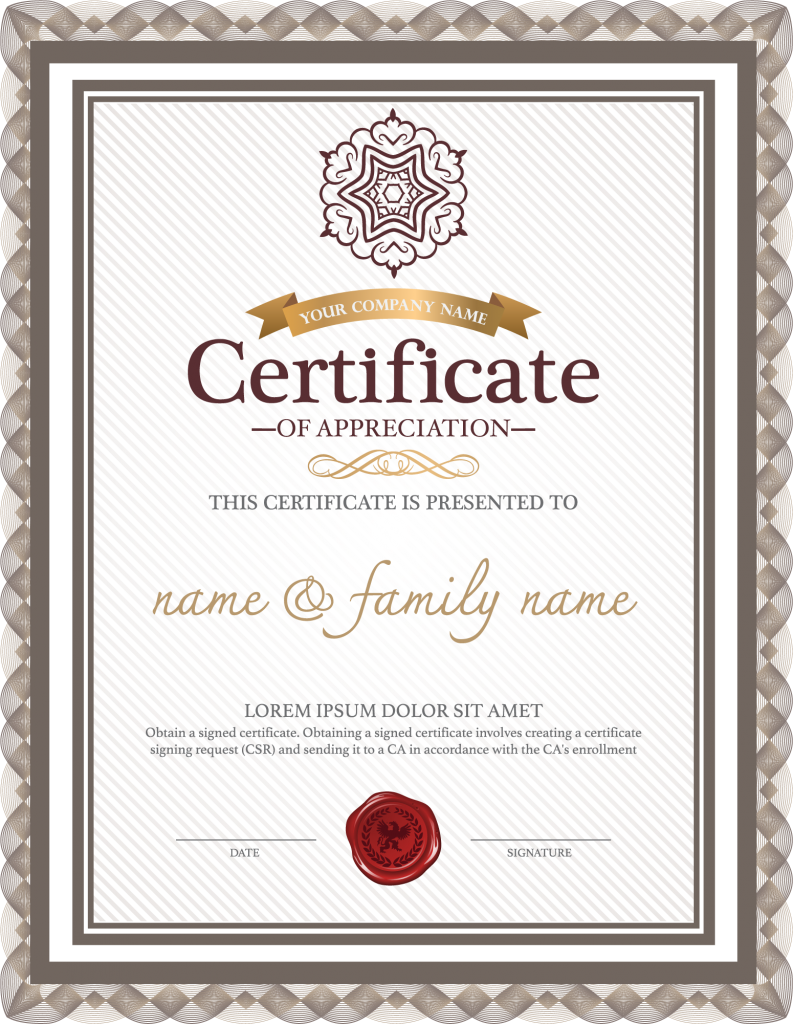 YOUR COMPANY NAME
Certificate
—OF APPRECIATION—
THIS CERTIFICATE IS PRESENTED TO
name & family name
LOREM IPSUM DOLOR SIT AMET
Obtain a signed certificate. Obtaining a signed certificate involves creating a certificate
signing request (CSR) and sending it to a CA in accordance with the CA's enrollment
DATE
SIGNATURE